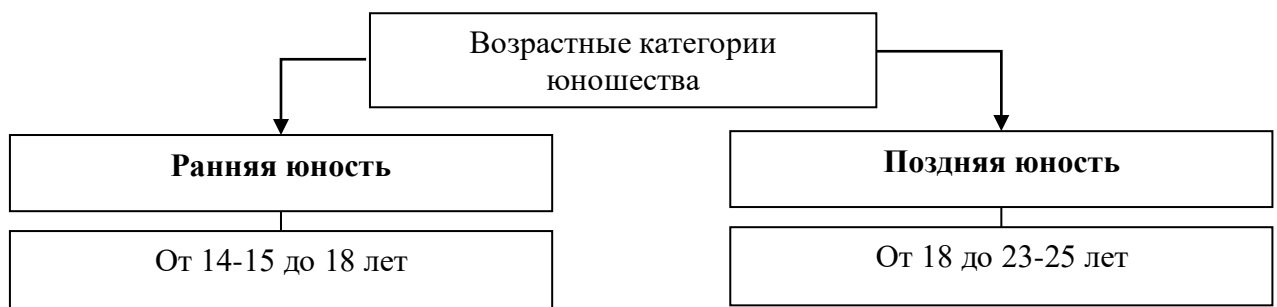 Возрастные категории
юношества
Ранняя юность
Поздняя юность
От 14-15 до 18 лет
От 18 до 23-25 лет